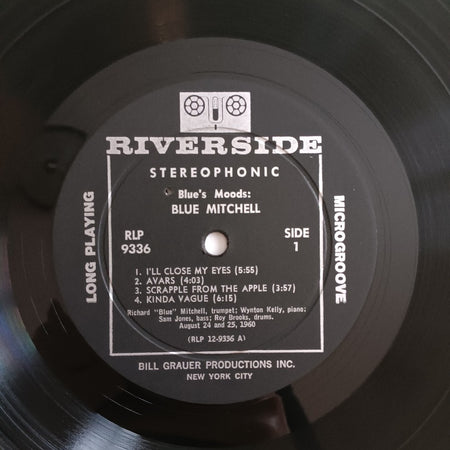 RIVERSIDE
STEREOPHONIC
Blue's Moods:
BLUE MITCHELL
RLP
9336
SIDE
1
LONG PLAYING
MICROGROOVE
1. I'LL CLOSE MY EYES (5:55)
2. AVARS (4:03)
3. SCRAPPLE FROM THE APPLE (3:57)
4. KINDA VAGUE (6:15)
Richard "Blue" Mitchell, trumpet; Wynton Kelly, piano;
Sam Jones, bass; Roy Brooks, drums.
August 24 and 25, 1960
(RLP 12-9336 A)
BILL GRAUER PRODUCTIONS INC.
NEW YORK CITY